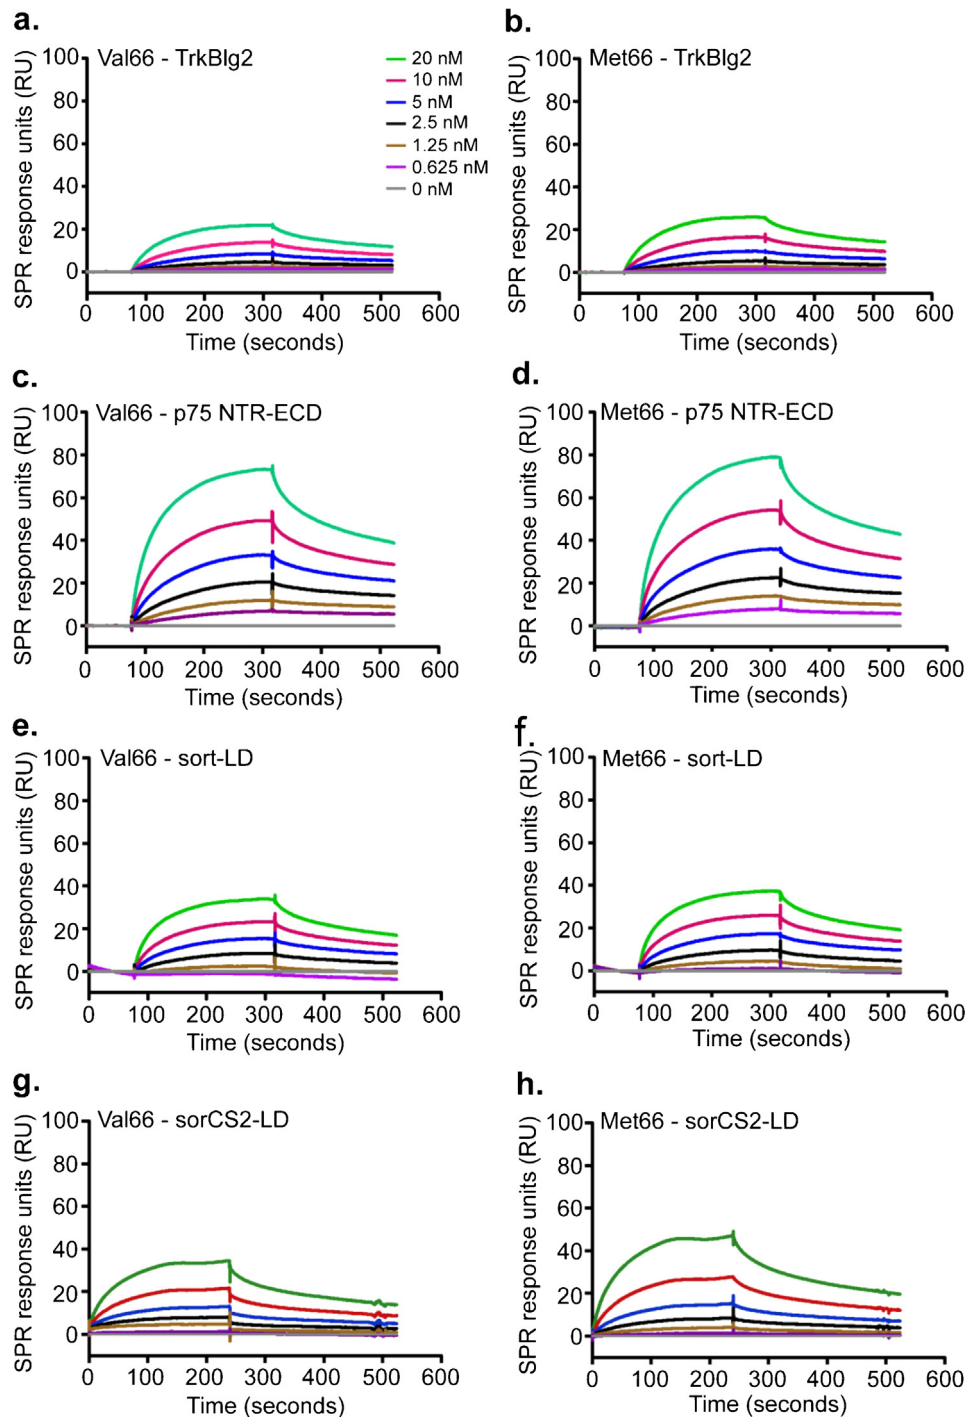 a.
Val66 - TrkBIg2
SPR response units (RU)
100
80
60
40
20
0
0 100 200 300 400 500 600
Time (seconds)
20 nM
10 nM
5 nM
2.5 nM
1.25 nM
0.625 nM
0 nM
b.
Met66 - TrkBIg2
SPR response units (RU)
100
80
60
40
20
0
0 100 200 300 400 500 600
Time (seconds)
c.
Val66 - p75 NTR-ECD
SPR response units (RU)
100
80
60
40
20
0
0 100 200 300 400 500 600
Time (seconds)
d.
Met66 - p75 NTR-ECD
SPR response units (RU)
100
80
60
40
20
0
0 100 200 300 400 500 600
Time (seconds)
e.
Val66 - sort-LD
SPR response units (RU)
100
80
60
40
20
0
0 100 200 300 400 500 600
Time (seconds)
f.
Met66 - sort-LD
SPR response units (RU)
100
80
60
40
20
0
0 100 200 300 400 500 600
Time (seconds)
g.
Val66 - sorCS2-LD
SPR response units (RU)
100
80
60
40
20
0
0 100 200 300 400 500 600
Time (seconds)
h.
Met66 - sorCS2-LD
SPR response units (RU)
100
80
60
40
20
0
0 100 200 300 400 500 600
Time (seconds)